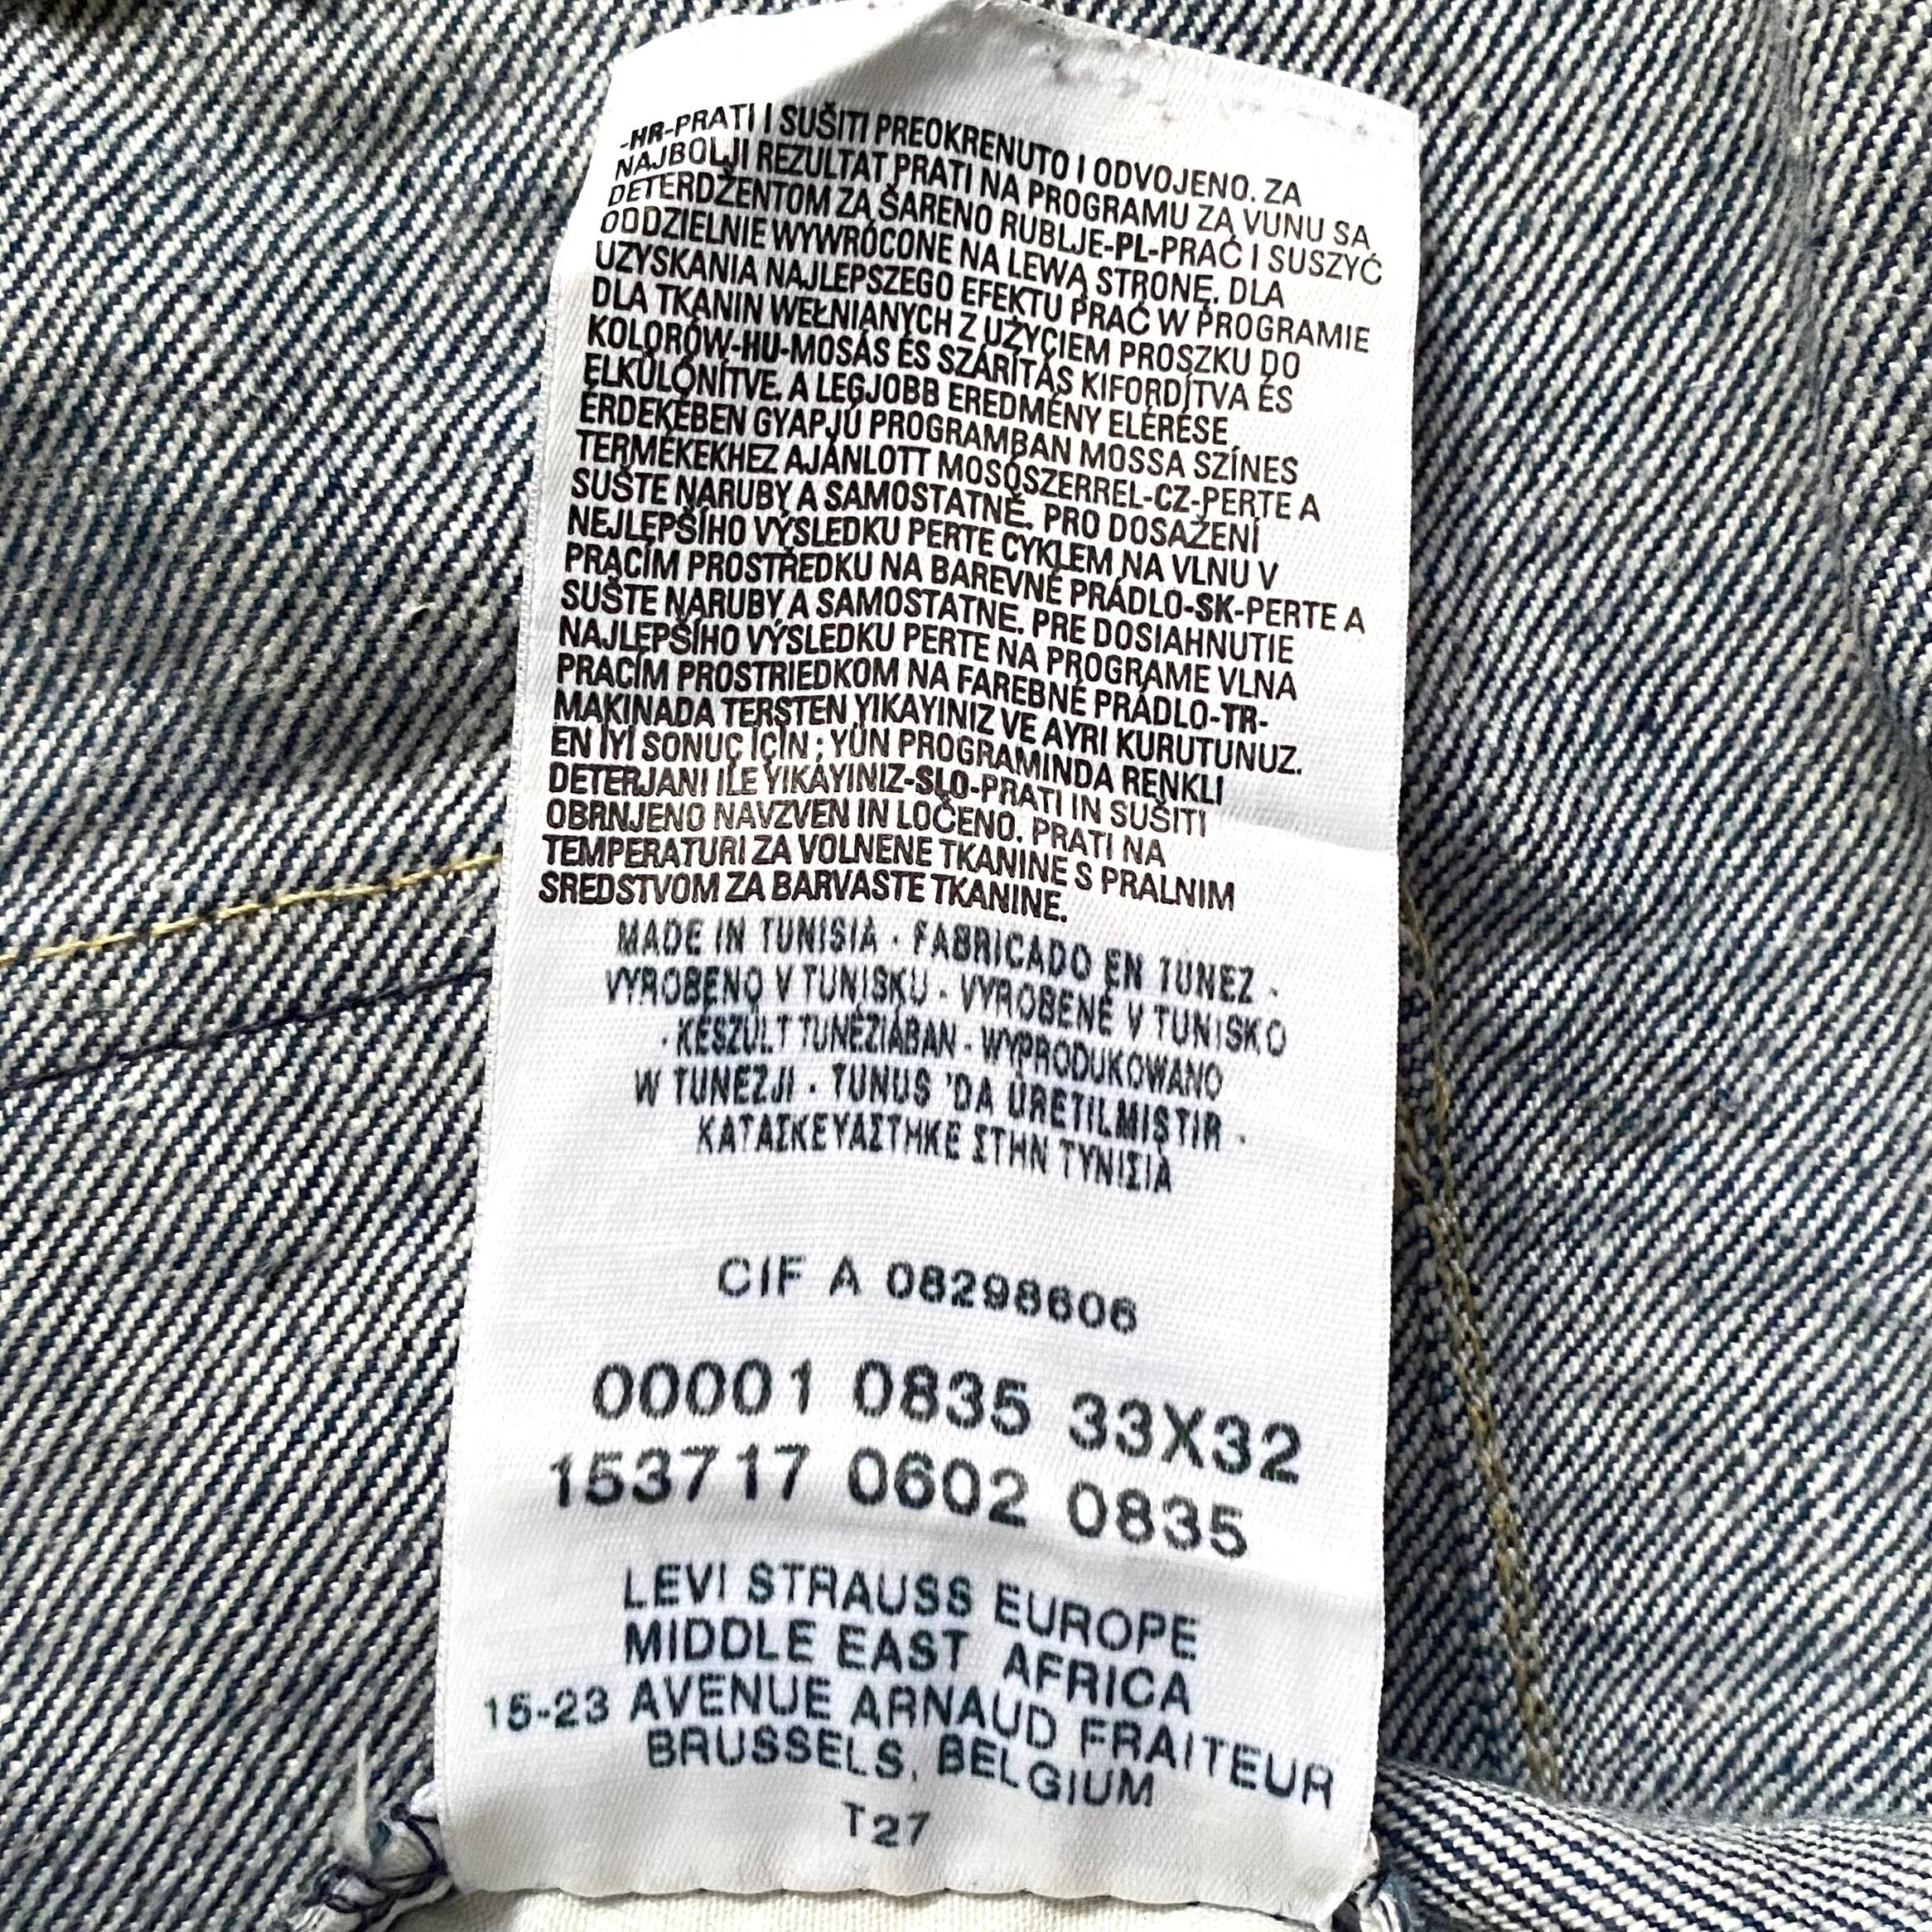 -HR-PRATI I SUŠITI PREOKRENUTO I ODVOJENO. ZA
NAJBOLJI REZULTAT PRATI NA PROGRAMU ZA VUNU SA
DETERDŽENTOM ZA ŠARENO RUBLJE-PL-PRAĆ I SUSZYĆ
ODDZIELNIE WYWRÓCONE NA LEWĄ STRONĘ. DLA
UZYSKANIA NAJLEPSZEGO EFEKTU PRAĆ W PROGRAMIE
DLA TKANIN WEŁNIANYCH Z UŻYCIEM PROSZKU DO
KOLORÓW-HU-MOSÁS ÉS SZÁRÍTÁS KIFORDÍTVA ÉS
ELKÜLÖNÍTVE. A LEGJOBB EREDMÉNY ELÉRÉSE
ÉRDEKÉBEN GYAPJÚ PROGRAMBAN MOSSA SZÍNES
TERMÉKEKHEZ AJÁNLOTT MOSÓSZERREL-CZ-PERTE A
SUŠTE NARUBY A SAMOSTATNĚ. PRO DOSAŽENÍ
NEJLEPŠÍHO VÝSLEDKU PERTE CYKLEM NA VLNU V
PRACÍM PROSTŘEDKU NA BAREVNÉ PRÁDLO-SK-PERTE A
SUŠTE NARUBY A SAMOSTATNE. PRE DOSIAHNUTIE
NAJLEPŠÍHO VÝSLEDKU PERTE NA PROGRAME VLNA
PRACÍM PROSTRIEDKOM NA FAREBNÉ PRÁDLO-TR-
MAKINADA TERSTEN YIKAYINIZ VE AYRI KURUTUNUZ.
EN İYİ SONUÇ İÇİN ; YÜN PROGRAMINDA RENKLI
DETERJANI ILE YIKAYINIZ-SLO-PRATI IN SUŠITI
OBRNJENO NAVZVEN IN LOČENO. PRATI NA
TEMPERATURI ZA VOLNENE TKANINE S PRALNIM
SREDSTVOM ZA BARVASTE TKANINE.
MADE IN TUNISIA · FABRICADO EN TÚNEZ ·
VYROBENO V TUNISKU · VYROBENÉ V TUNISKO
· KÉSZÜLT TUNÉZIÁBAN · WYPRODUKOWANO
W TUNEZJI · TUNUS 'DA ÜRETILMIŞTIR ·
ΚΑΤΑΣΚΕΥΑΣΤΗΚΕ ΣΤΗΝ ΤΥΝΙΣΙΑ
CIF A 08298606
00001 0835 33X32
153717 0602 0835
LEVI STRAUSS EUROPE
MIDDLE EAST AFRICA
15-23 AVENUE ARNAUD FRAITEUR
BRUSSELS, BELGIUM
T27